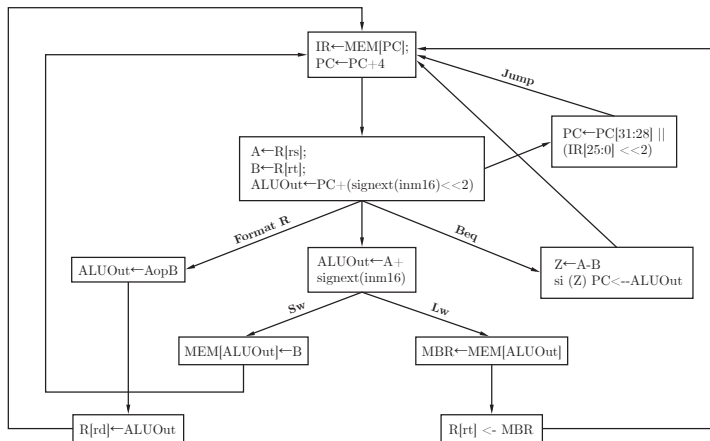 IR←MEM[PC];
PC←PC+4
Jump
PC←PC[31:28] ||
(IR[25:0] <<2)
A←R[rs];
B←R[rt];
ALUOut←PC+(signext(inm16)<<2)
Format R
Beq
ALUOut←AopB
ALUOut←A+
signext(inm16)
Z←A-B
si (Z) PC<--ALUOut
Sw
Lw
MEM[ALUOut]←B
MBR←MEM[ALUOut]
R[rd]←ALUOut
R[rt] <- MBR